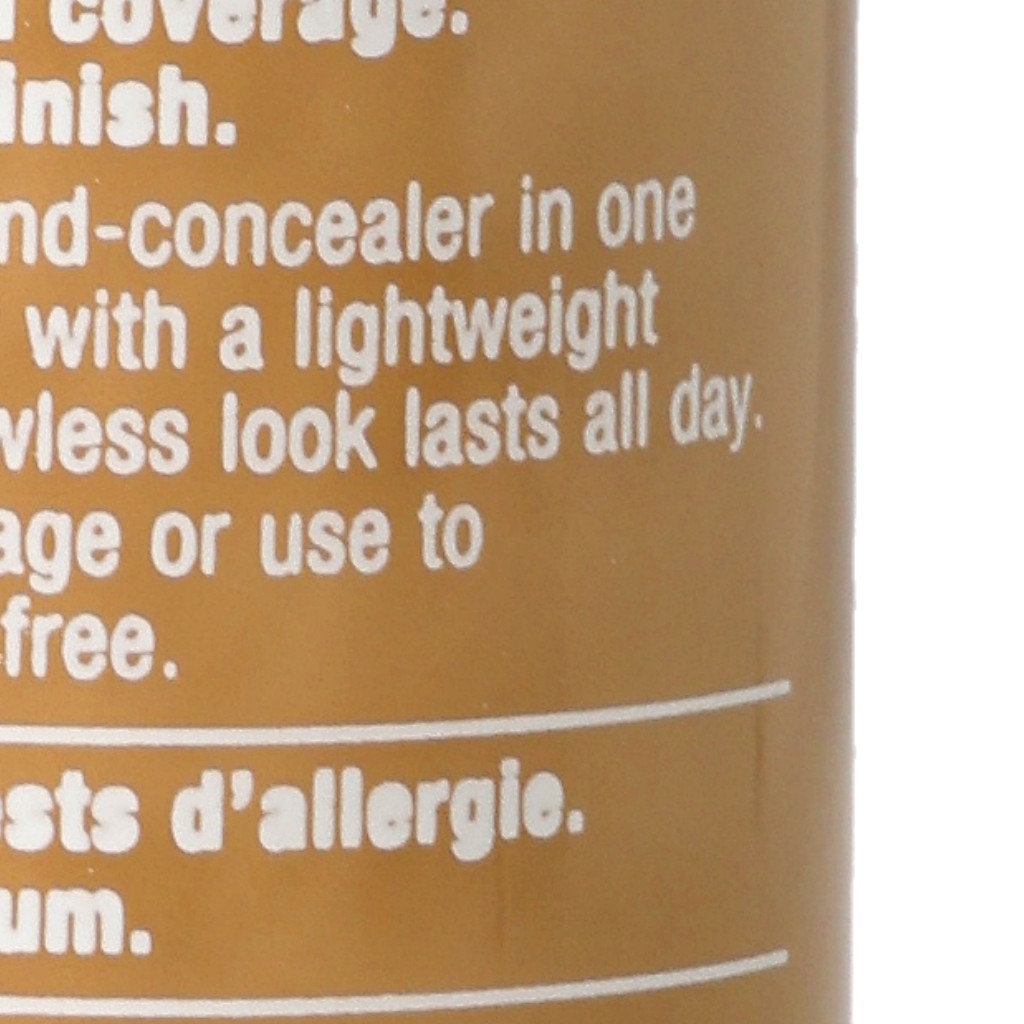 coverage.
inish.
nd-concealer in one
with a lightweight
wless look lasts all day.
age or use to
free.
ests d'allergie.
um.